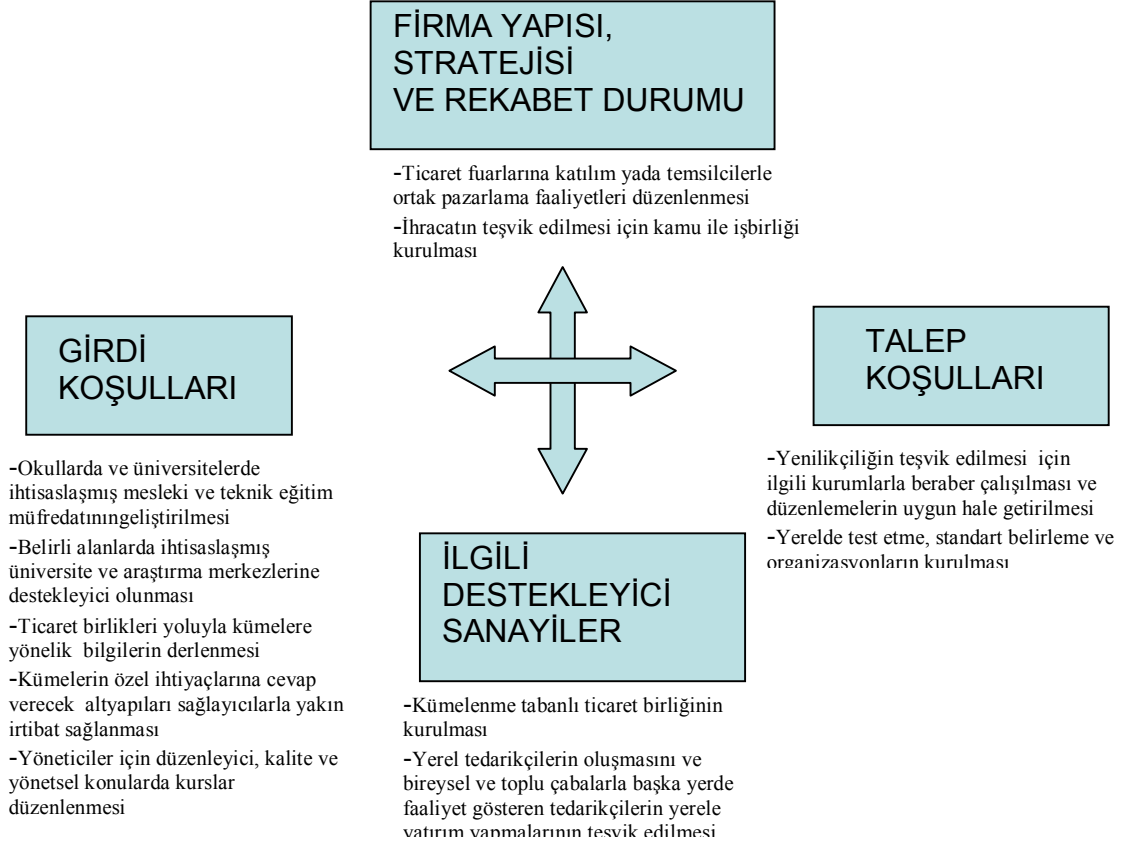 FİRMA YAPISI,
STRATEJİSİ
VE REKABET DURUMU
-Ticaret fuarlarına katılım yada temsilcilerle
ortak pazarlama faaliyetleri düzenlenmesi
-İhracatın teşvik edilmesi için kamu ile işbirliği
kurulması
GİRDİ
KOŞULLARI
-Okullarda ve üniversitelerde
ihtisaslaşmış mesleki ve teknik eğitim
müfredatınıngeliştirilmesi
-Belirli alanlarda ihtisaslaşmış
üniversite ve araştırma merkezlerine
destekleyici olunması
-Ticaret birlikleri yoluyla kümelere
yönelik bilgilerin derlenmesi
-Kümelerin özel ihtiyaçlarına cevap
verecek altyapıları sağlayıcılarla yakın
irtibat sağlanması
-Yöneticiler için düzenleyici, kalite ve
yönetsel konularda kurslar
düzenlenmesi
TALEP
KOŞULLARI
-Yenilikçiliğin teşvik edilmesi için
ilgili kurumlarla beraber çalışılması ve
düzenlemelerin uygun hale getirilmesi
-Yerelde test etme, standart belirleme ve
organizasyonların kurulması
İLGİLİ
DESTEKLEYİCİ
SANAYİLER
-Kümelenme tabanlı ticaret birliğinin
kurulması
-Yerel tedarikçilerin oluşmasını ve
bireysel ve toplu çabalarla başka yerde
faaliyet gösteren tedarikçilerin yerele
yatırım yapmalarının teşvik edilmesi